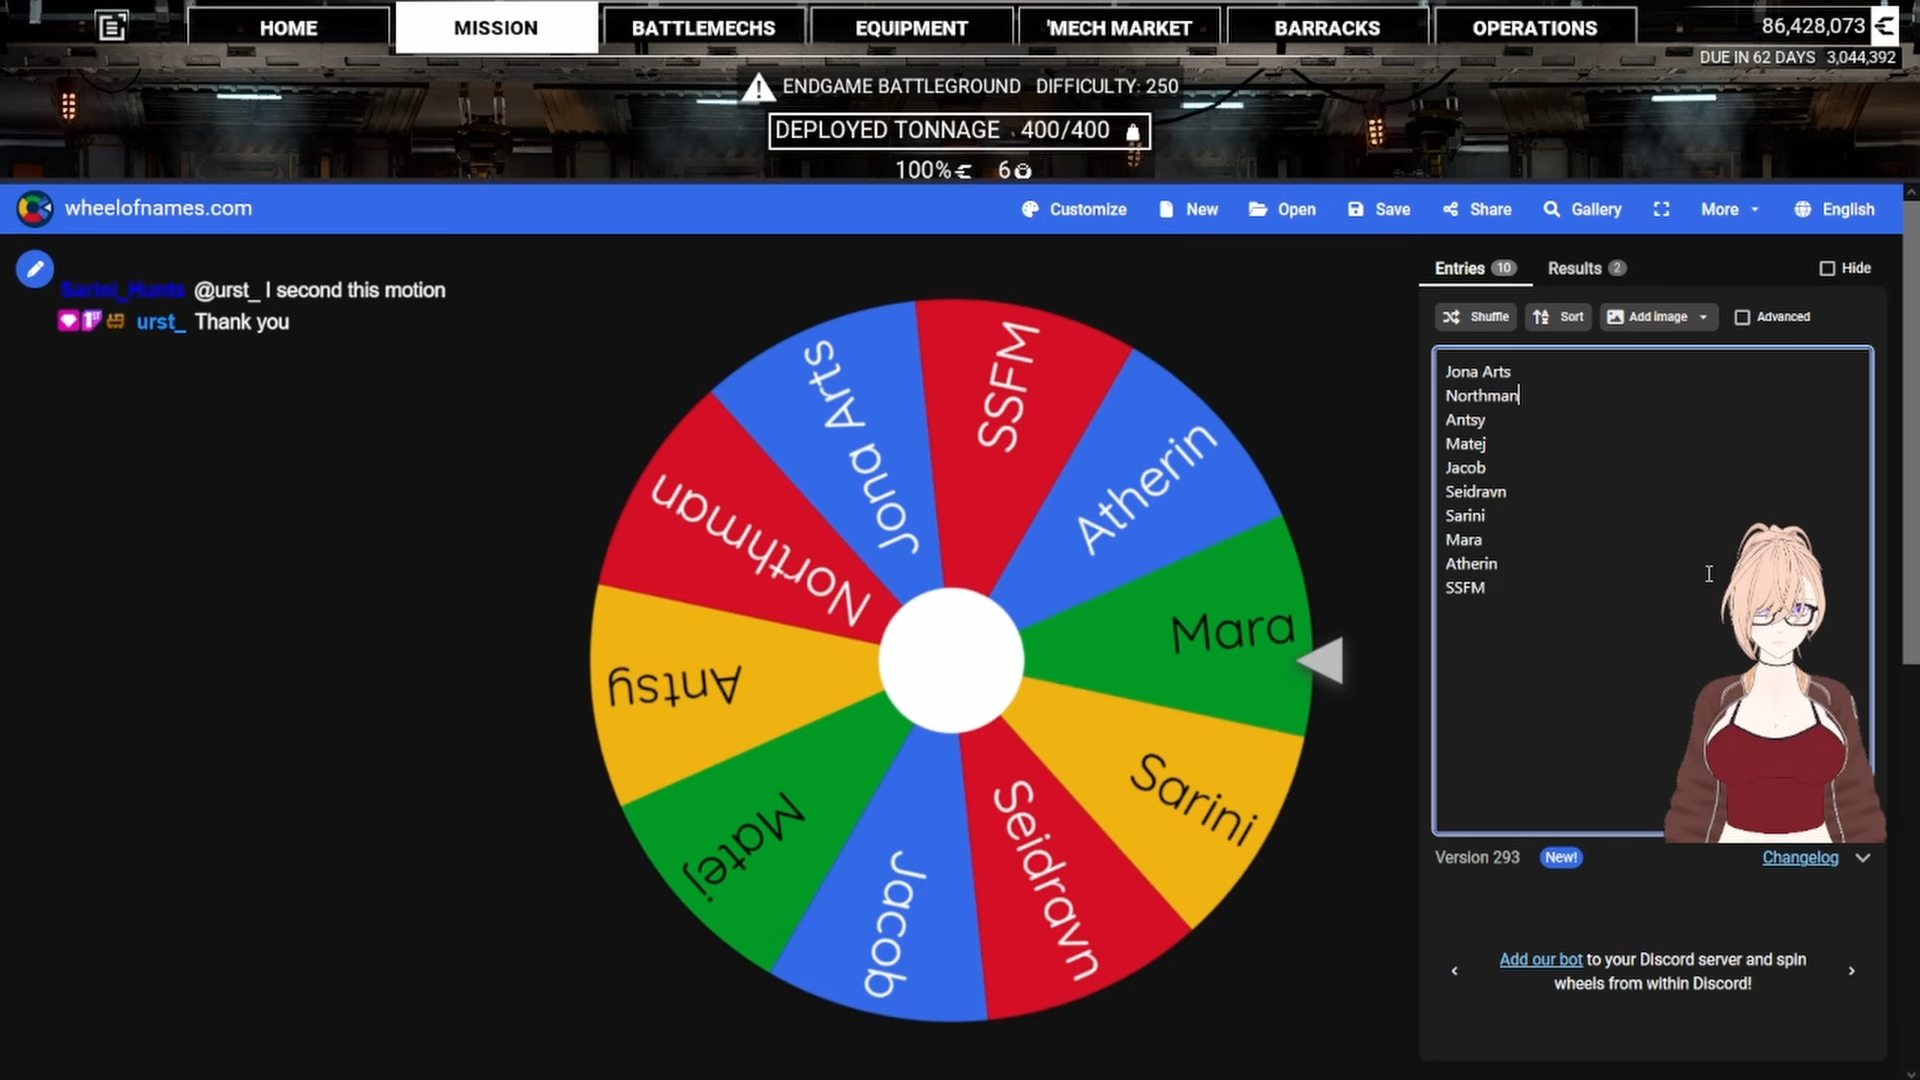 HOME
MISSION
BATTLEMECHS
EQUIPMENT
'MECH MARKET
BARRACKS
OPERATIONS
86,428,073
DUE IN 62 DAYS 3,044,392
ENDGAME BATTLEGROUND DIFFICULTY: 250
DEPLOYED TONNAGE 400/400
100% 6
wheelofnames.com
Customize
New
Open
Save
Share
Gallery
More
English
Sarini_Hunts @urst_ I second this motion
urst_ Thank you
Entries 10
Results 2
Hide
Shuffle
Sort
Add image
Advanced
Jona Arts
Northman
Antsy
Matej
Jacob
Seidravn
Sarini
Mara
Atherin
SSFM
SSFM
Atherin
Mara
Sarini
Seidravn
Jacob
Matej
Antsy
Northman
Jona Arts
Version 293 New! Changelog
Add our bot to your Discord server and spin
wheels from within Discord!